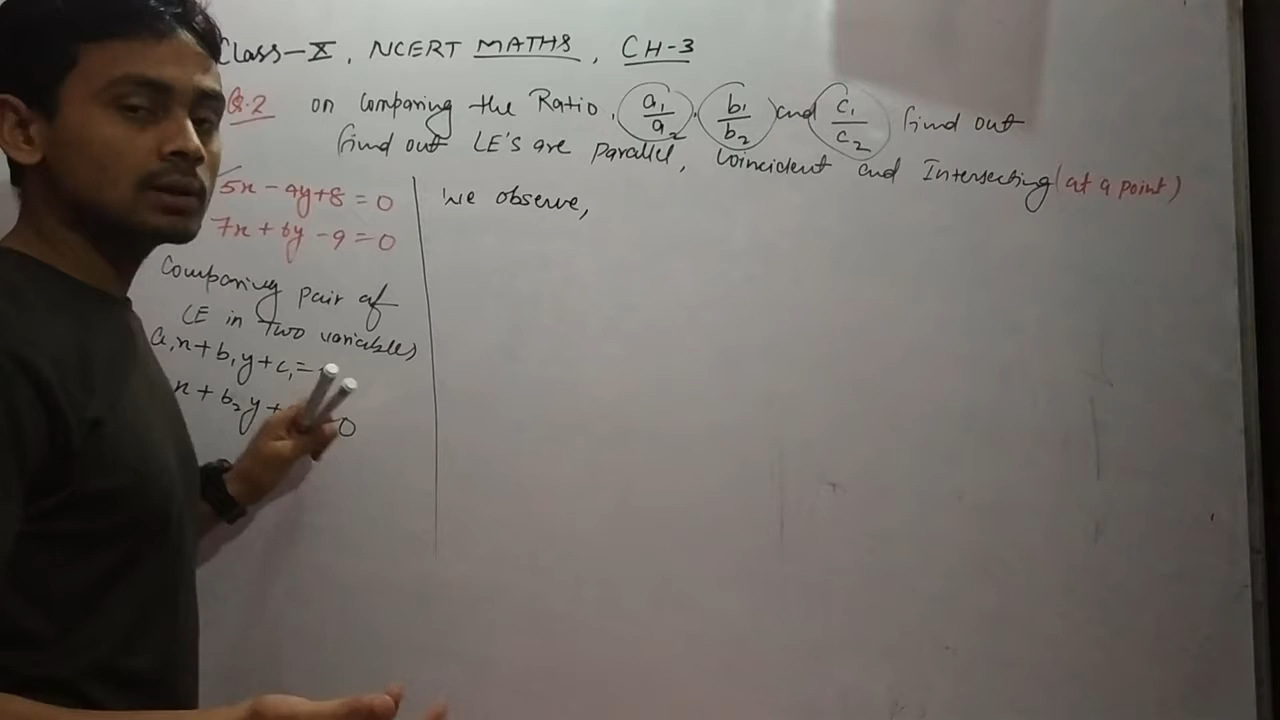 Class-X, NCERT MATHS, CH-3
Q.2 on Comparing the Ratio, a₁/a₂, b₁/b₂ and c₁/c₂ find out
find out LE's are parallel, Coincident and Intersecting (at a point)
5x - 4y + 8 = 0
7x + 6y - 9 = 0
Comparing pair of
LE in two variables
a₁x + b₁y + c₁ =
x + b₂y + = 0
We observe,